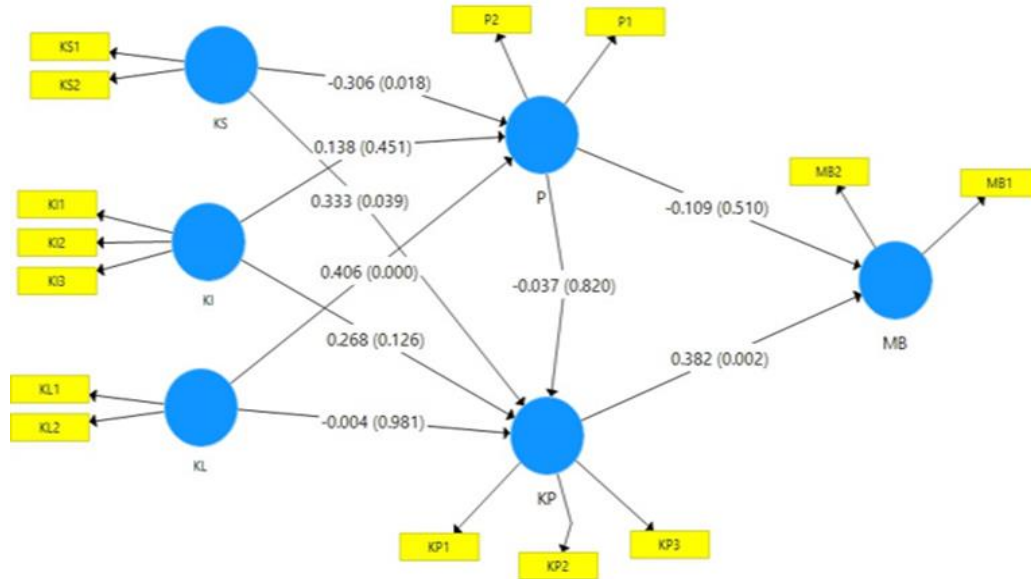 P2
P1
KS1
KS2
KS
-0.306 (0.018)
0.138 (0.451)
P
MB2
MB1
KI1
KI2
KI3
KI
0.333 (0.039)
-0.109 (0.510)
0.406 (0.000)
-0.037 (0.820)
MB
0.268 (0.126)
0.382 (0.002)
KL1
KL2
KL
-0.004 (0.981)
KP
KP1
KP2
KP3